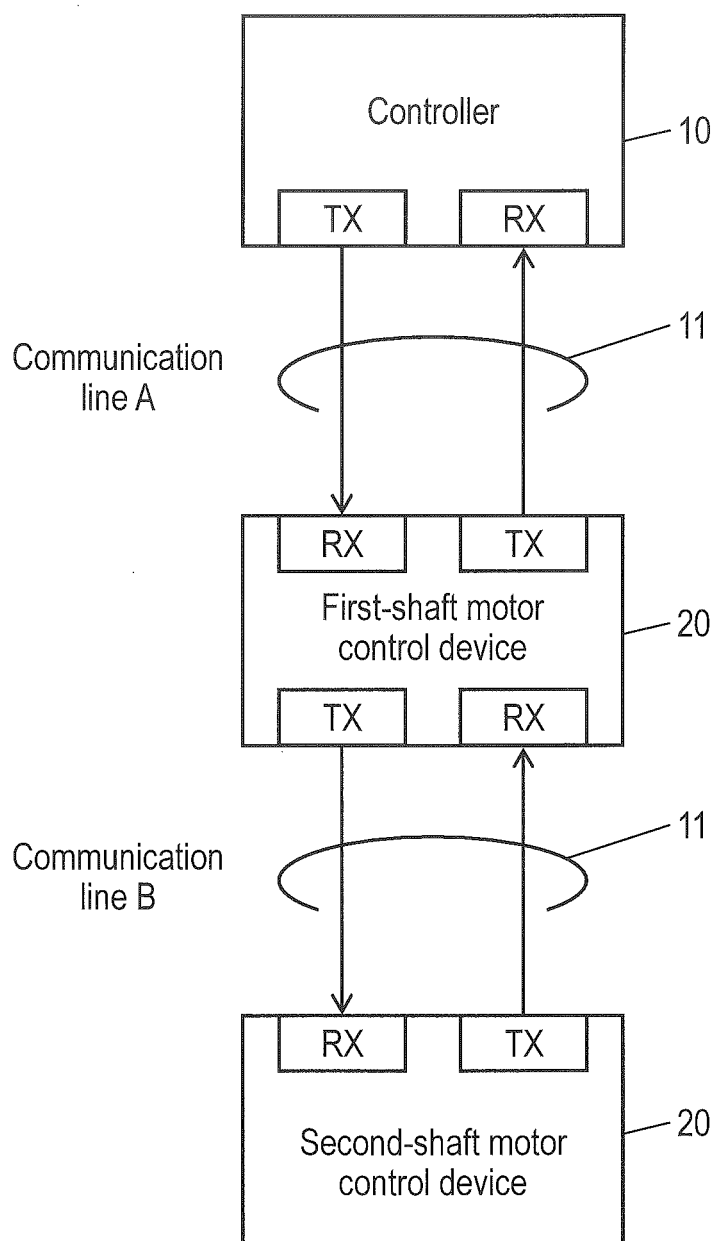 Controller
10
TX
RX
Communication
line A
11
RX
TX
First-shaft motor
control device
20
TX
RX
Communication
line B
11
RX
TX
Second-shaft motor
control device
20